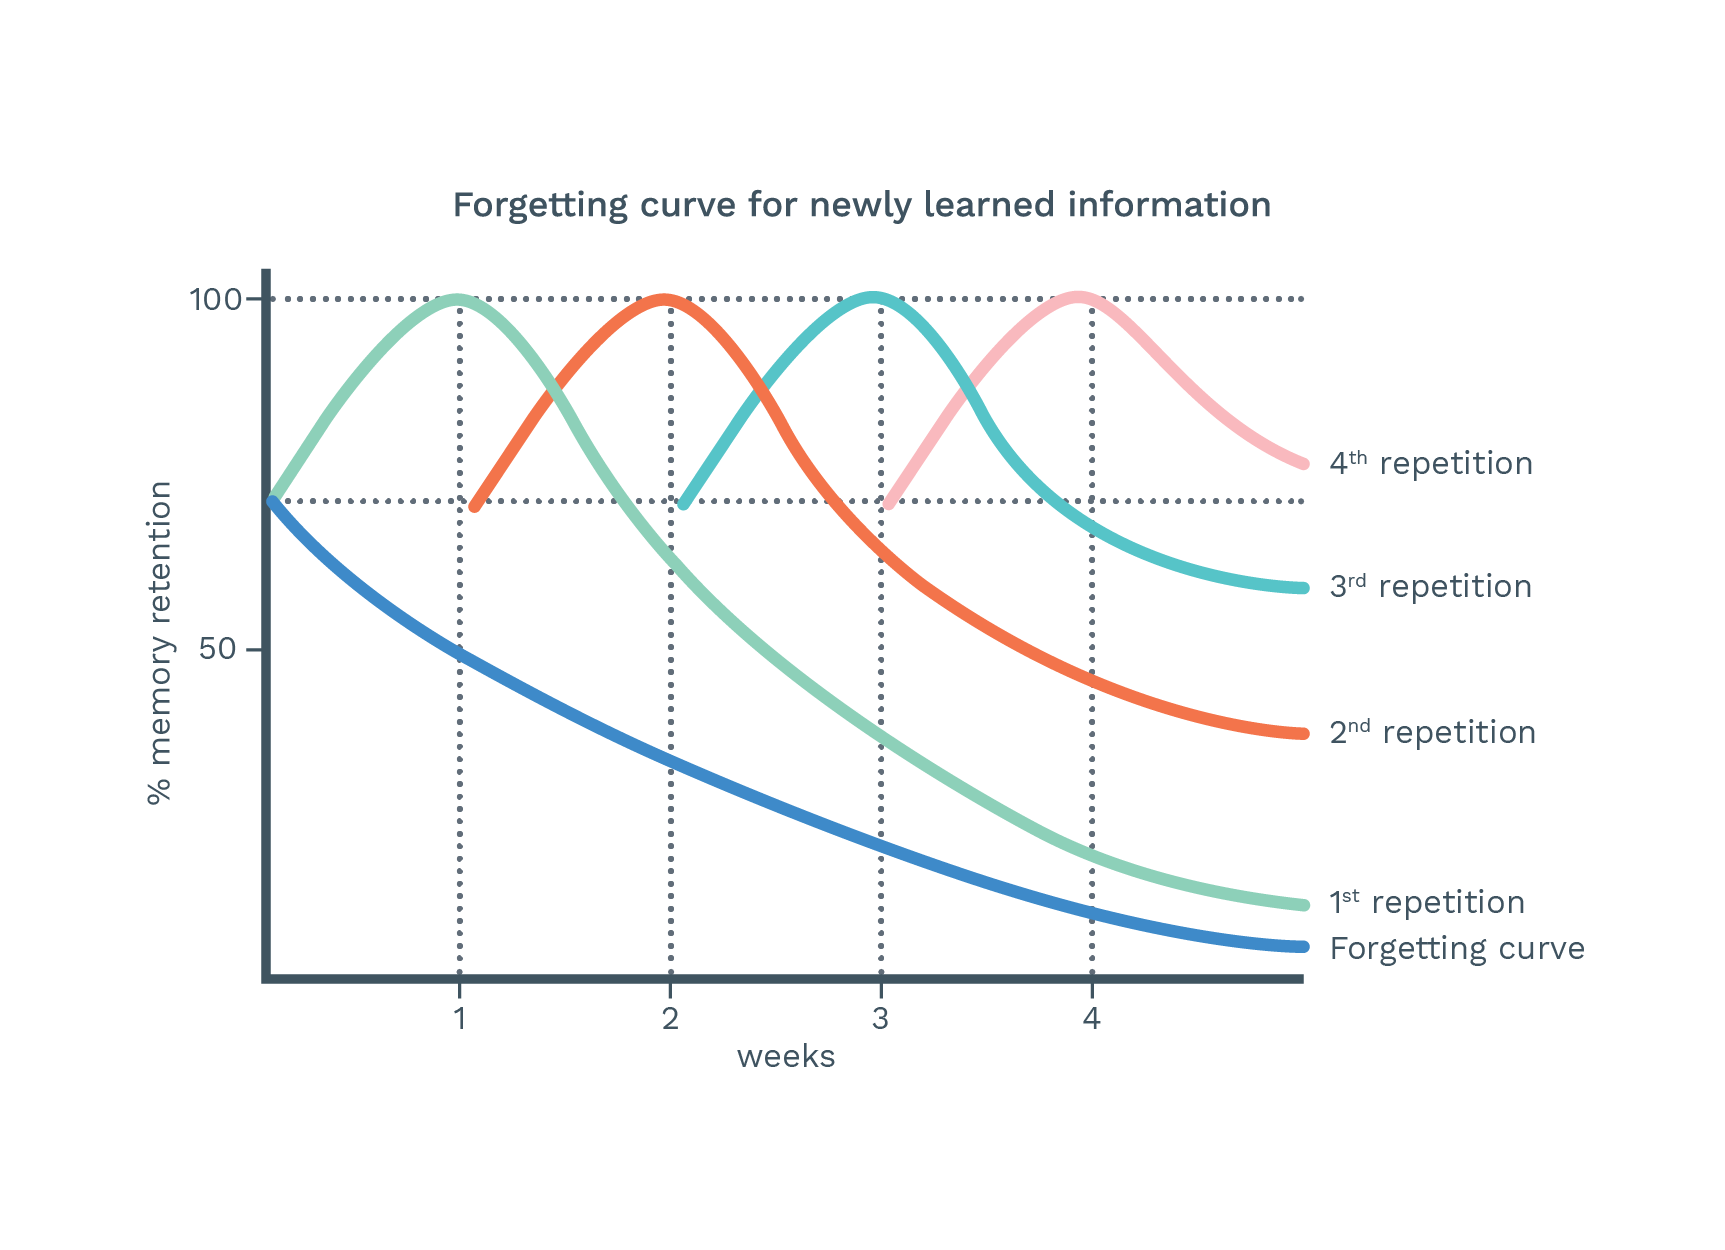 Forgetting curve for newly learned information
100
50
% memory retention
4th repetition
3rd repetition
2nd repetition
1st repetition
Forgetting curve
1
2
3
4
weeks